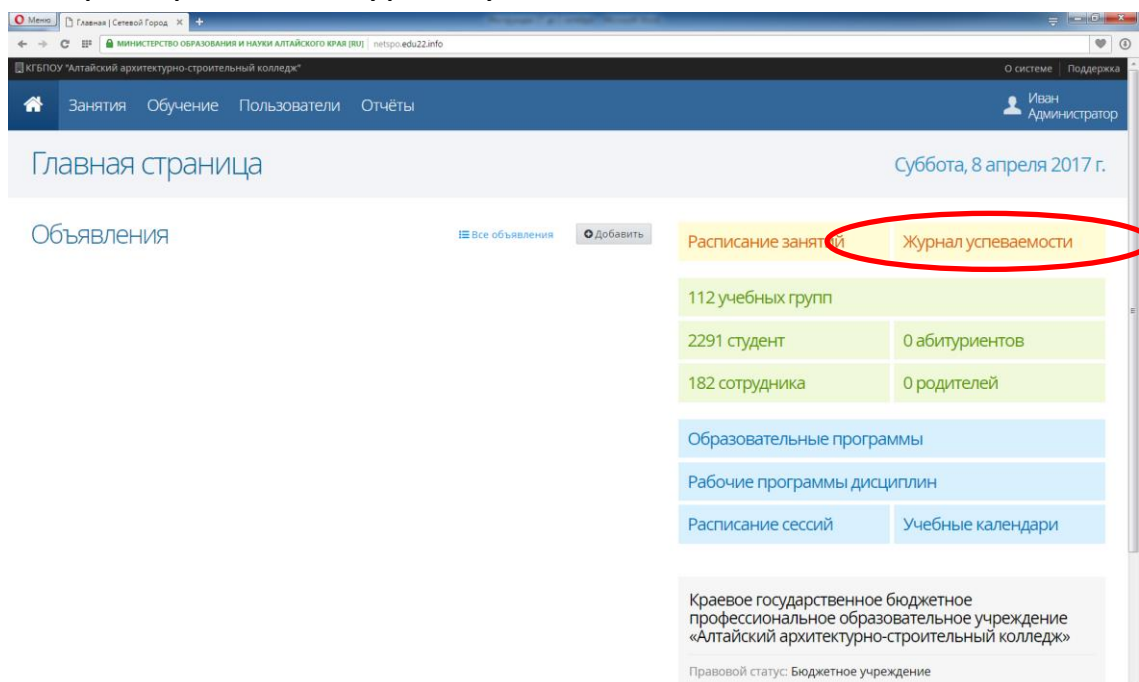 Меню
Главная | Сетевой Город
МИНИСТЕРСТВО ОБРАЗОВАНИЯ И НАУКИ АЛТАЙСКОГО КРАЯ [RU] netspo.edu22.info
КГБПОУ "Алтайский архитектурно-строительный колледж"
О системе | Поддержка
Занятия Обучение Пользователи Отчёты
Иван
Администратор
Главная страница
Суббота, 8 апреля 2017 г.
Объявления
Все объявления
Добавить
Расписание занятий
Журнал успеваемости
112 учебных групп
2291 студент
0 абитуриентов
182 сотрудника
0 родителей
Образовательные программы
Рабочие программы дисциплин
Расписание сессий
Учебные календари
Краевое государственное бюджетное
профессиональное образовательное учреждение
«Алтайский архитектурно-строительный колледж»
Правовой статус: Бюджетное учреждение